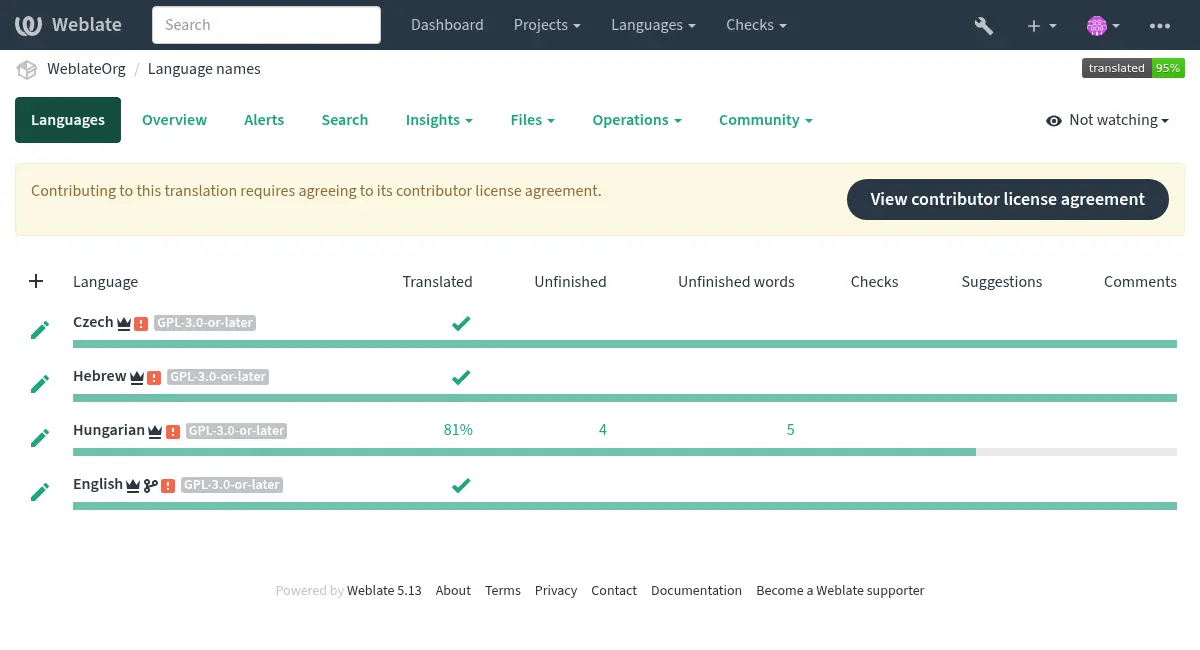 Weblate Search Dashboard Projects Languages Checks
WeblateOrg / Language names translated 95%
Languages Overview Alerts Search Insights Files Operations Community Not watching
Contributing to this translation requires agreeing to its contributor license agreement. View contributor license agreement
Language Translated Unfinished Unfinished words Checks Suggestions Comments
Czech GPL-3.0-or-later
Hebrew GPL-3.0-or-later
Hungarian GPL-3.0-or-later 81% 4 5
English GPL-3.0-or-later
Powered by Weblate 5.13 About Terms Privacy Contact Documentation Become a Weblate supporter